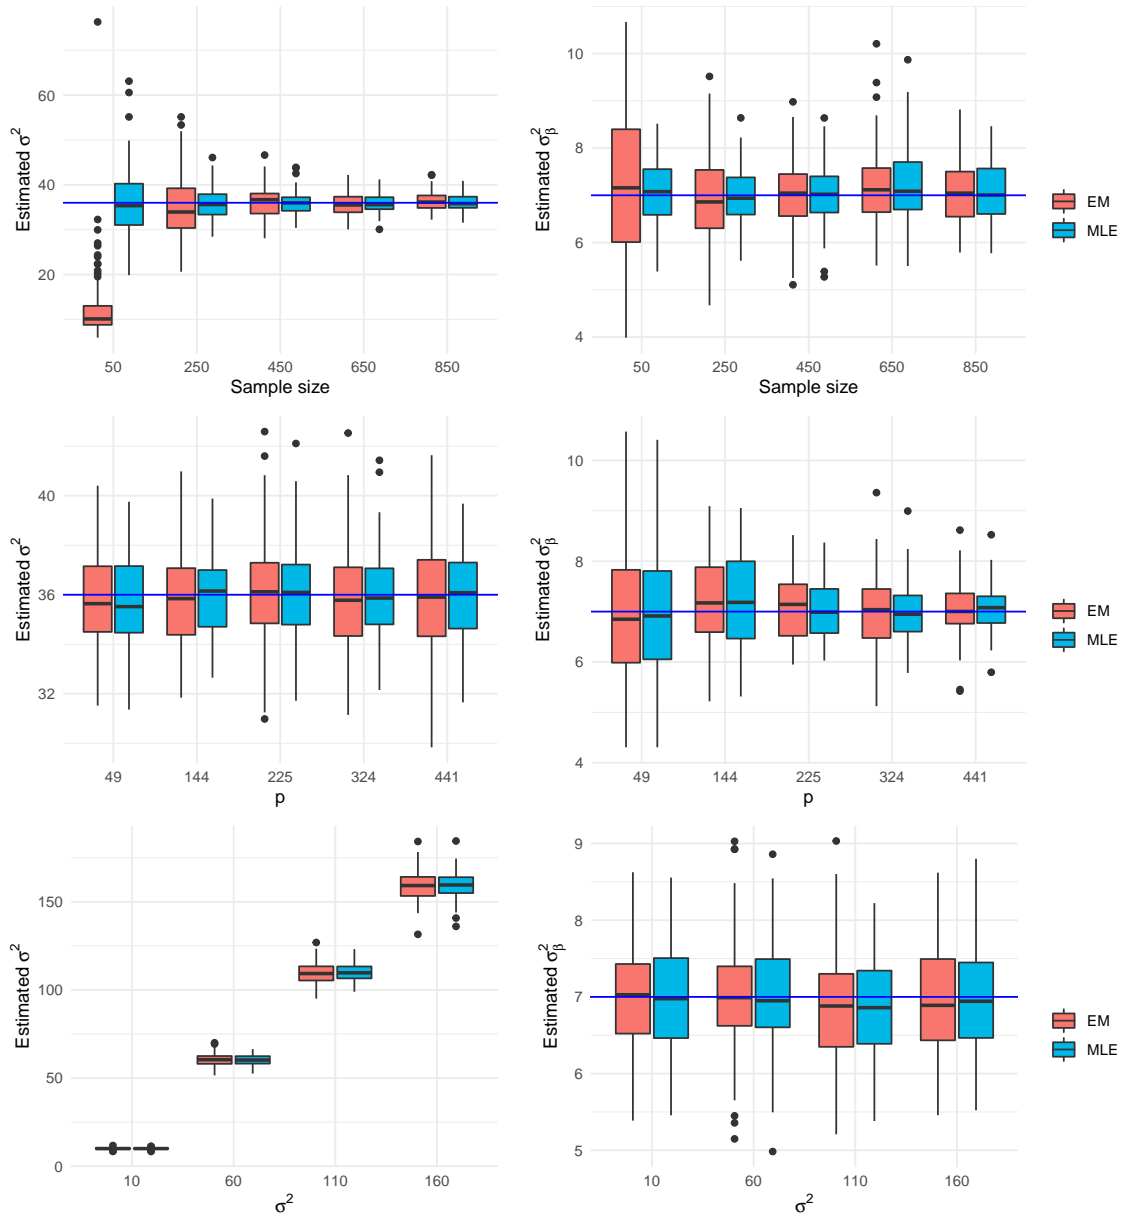 60
40
20
Estimated σ²
50 250 450 650 850
Sample size
10
8
6
4
Estimated σ²β
50 250 450 650 850
Sample size
EM
MLE
40
36
32
Estimated σ²
49 144 225 324 441
p
10
8
6
4
Estimated σ²β
49 144 225 324 441
p
EM
MLE
150
100
50
0
Estimated σ²
10 60 110 160
σ²
9
8
7
6
5
Estimated σ²β
10 60 110 160
σ²
EM
MLE